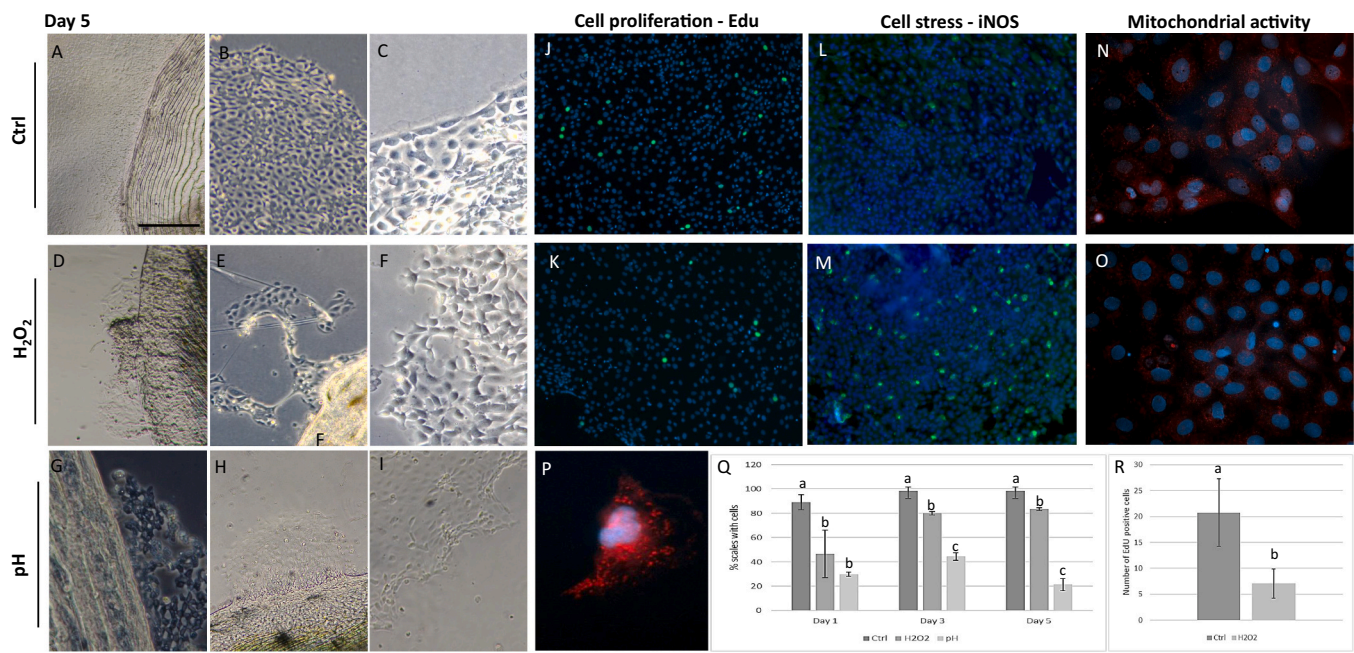 Day 5
Cell proliferation - Edu
Cell stress - iNOS
Mitochondrial activity
Ctrl
A
B
C
J
L
N
H2O2
D
E
F
F
K
M
O
pH
G
H
I
P
Q
% scales with cells
120
100
80
60
40
20
0
a
b
b
a
b
c
a
b
c
Day 1
Day 3
Day 5
Ctrl H2O2 pH
R
Number of EdU positive cells
30
25
20
15
10
5
0
a
b
Ctrl H2O2